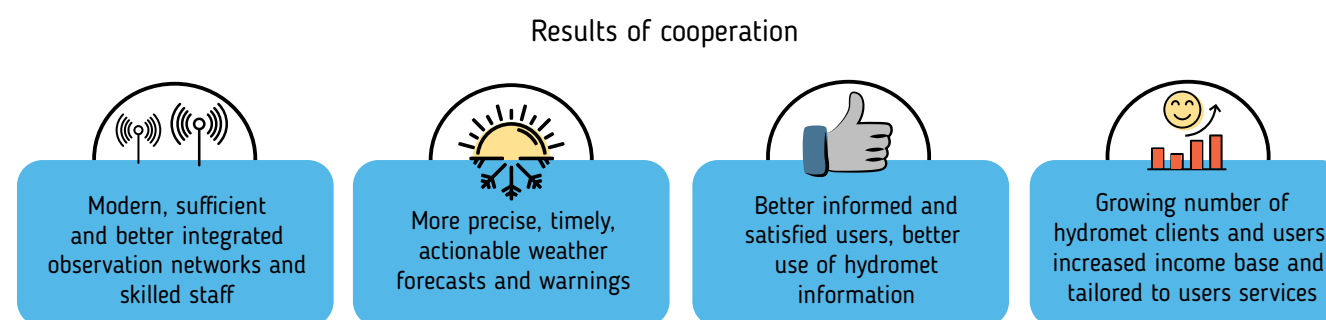 Results of cooperation
Modern, sufficient
and better integrated
observation networks and
skilled staff
More precise, timely,
actionable weather
forecasts and warnings
Better informed and
satisfied users, better
use of hydromet
information
Growing number of
hydromet clients and users
increased income base and
tailored to users services